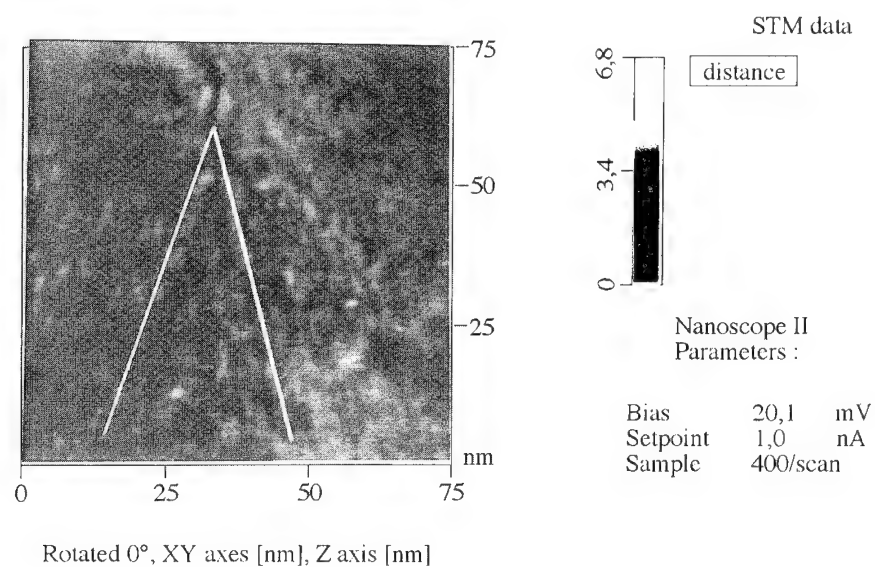 STM data
75
50
25
nm
0
25
50
75
6,8
3,4
0
distance
Nanoscope II
Parameters :
Bias 20,1 mV
Setpoint 1,0 nA
Sample 400/scan
Rotated 0°, XY axes [nm], Z axis [nm]